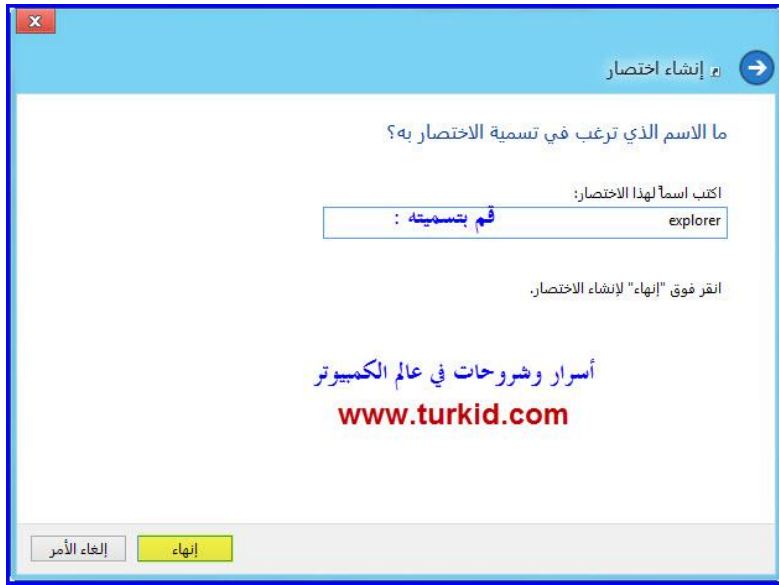 إنشاء اختصار
ما الاسم الذي ترغب في تسمية الاختصار به؟
اكتب اسماً لهذا الاختصار:
explorer قم بتسميته :
انقر فوق "إنهاء" لإنشاء الاختصار.
أسرار وشروحات في عالم الكمبيوتر
www.turkid.com
إنهاء إلغاء الأمر